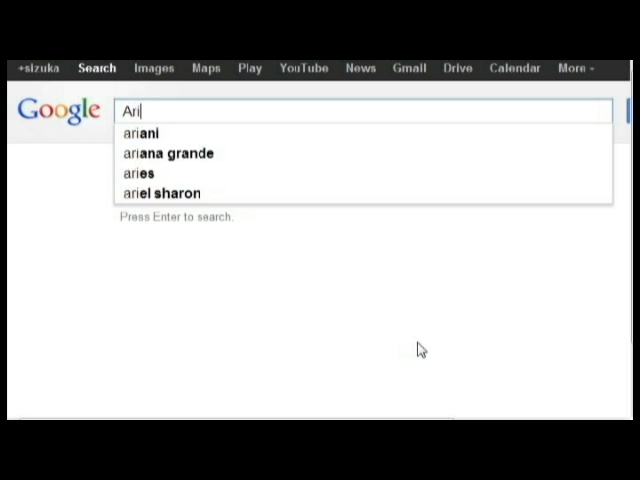 +sizuka Search Images Maps Play YouTube News Gmail Drive Calendar More
Google Ari
ariani
ariana grande
aries
ariel sharon
Press Enter to search.